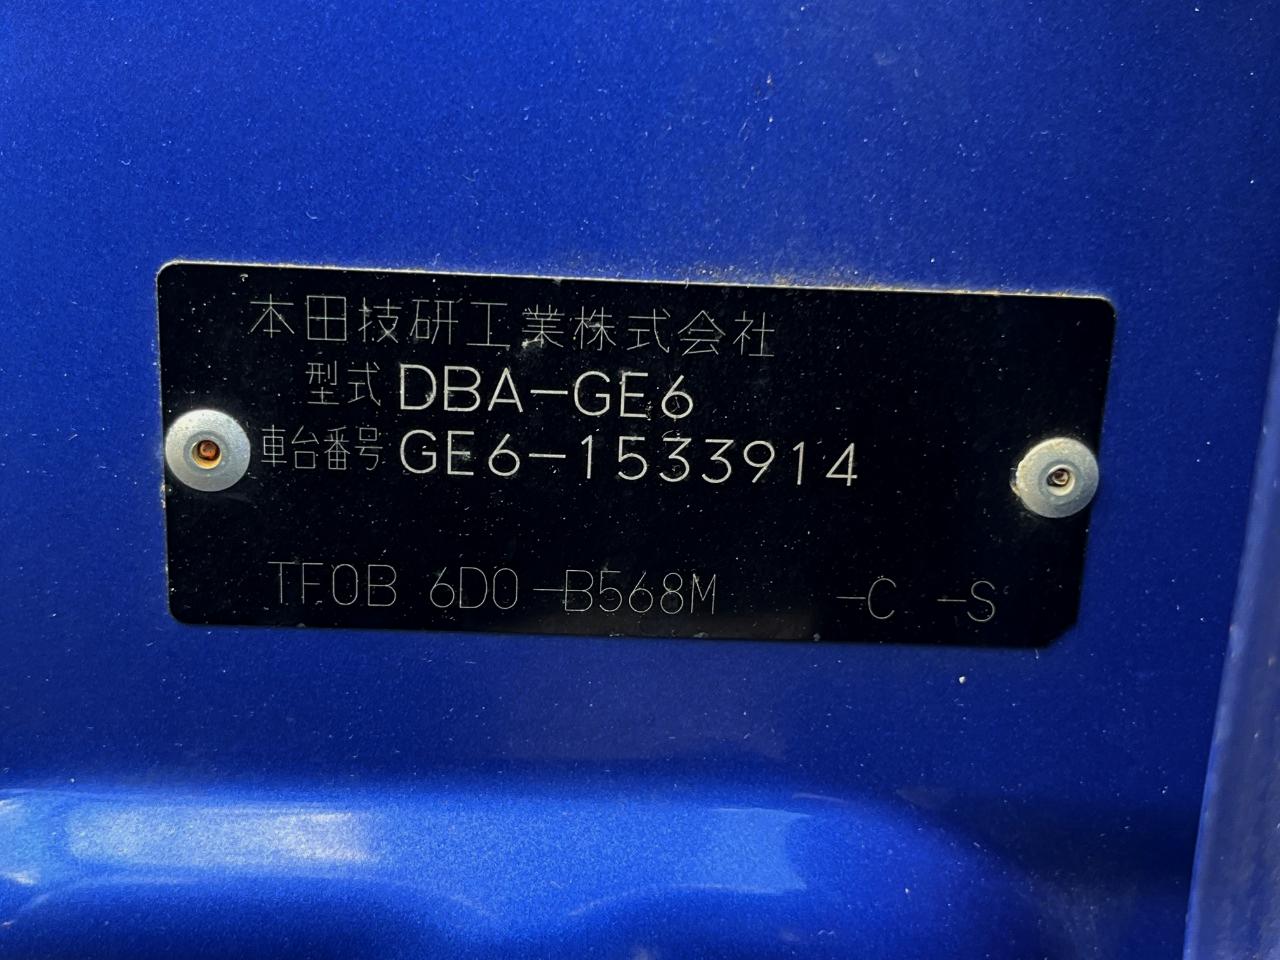 本田技研工業株式会社
型式 DBA-GE6
車台番号 GE6-1533914
TF0B 6D0 -B568M -C -S